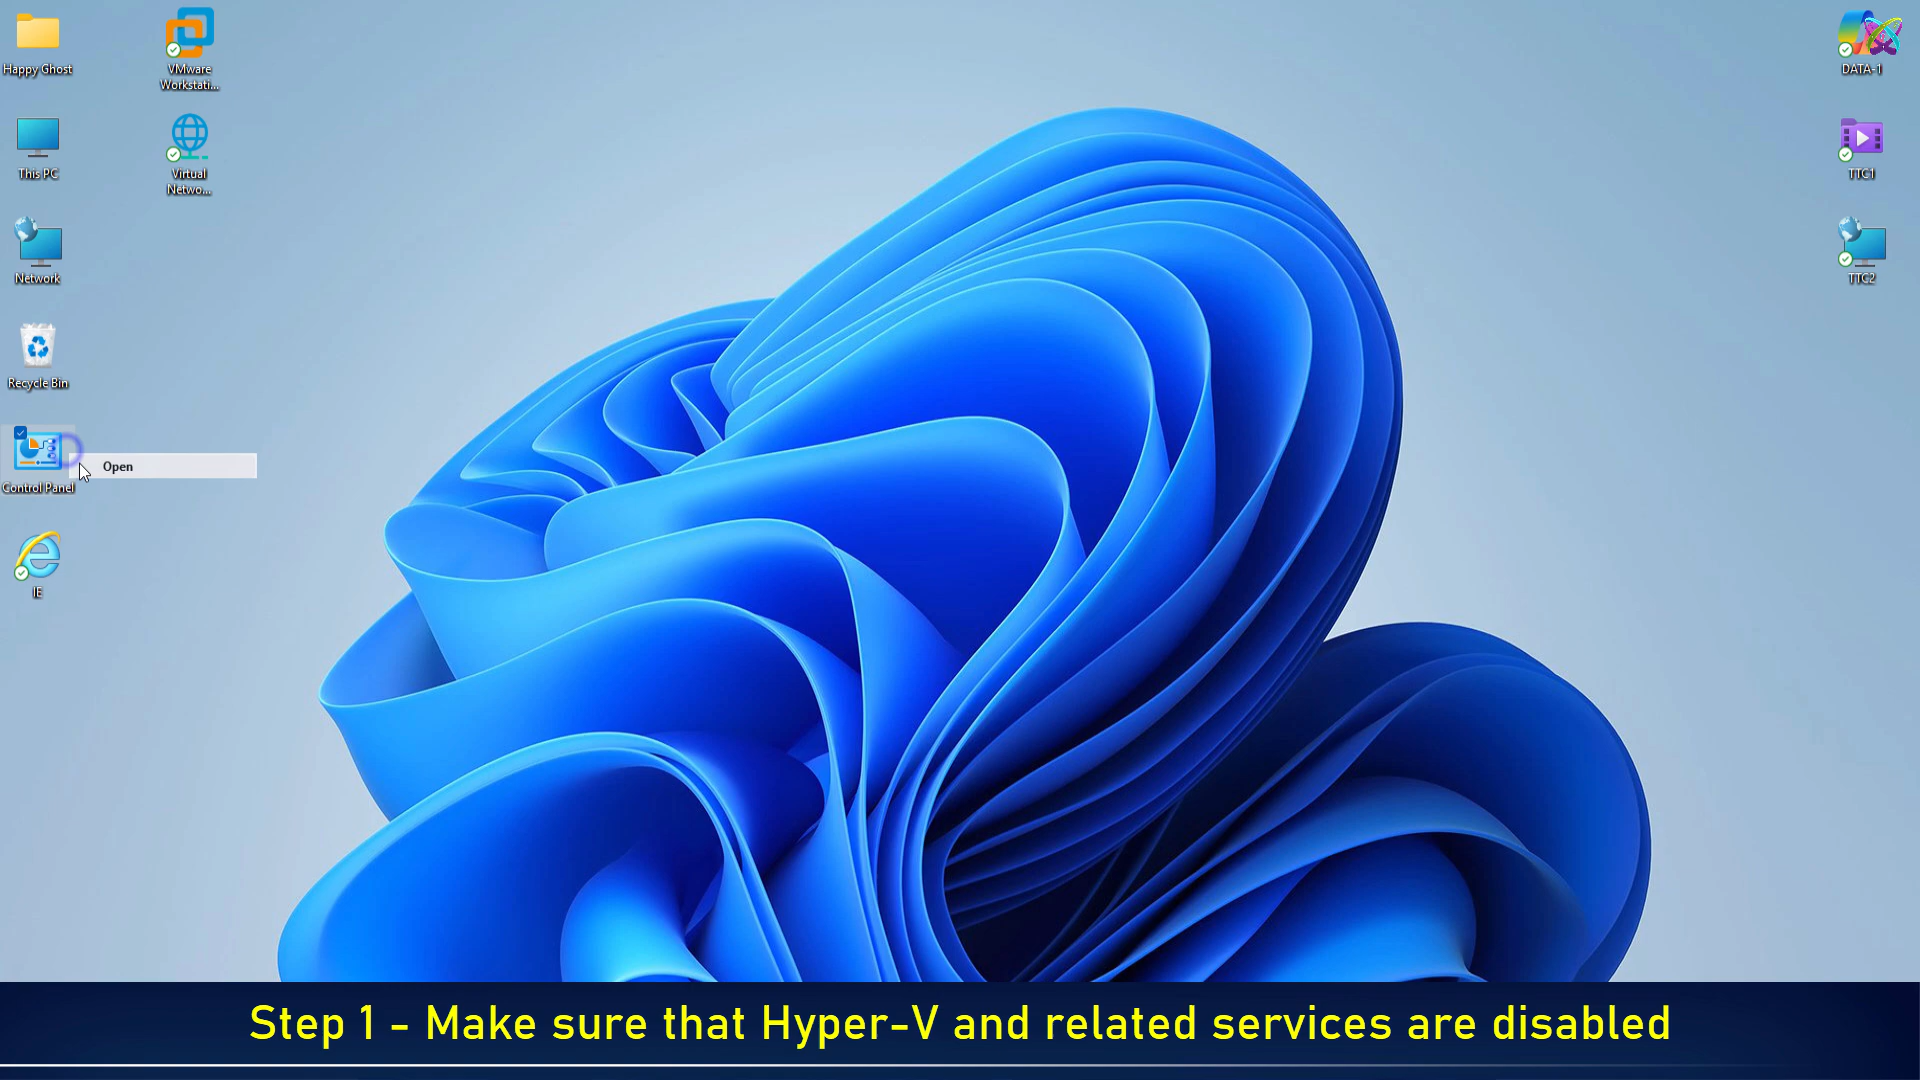 Happy Ghost
VMware
Workstati...
DATA-1
This PC
Virtual
Netwo...
TTC1
Network
TTC2
Recycle Bin
Control Panel
Open
IE
Step 1 - Make sure that Hyper-V and related services are disabled